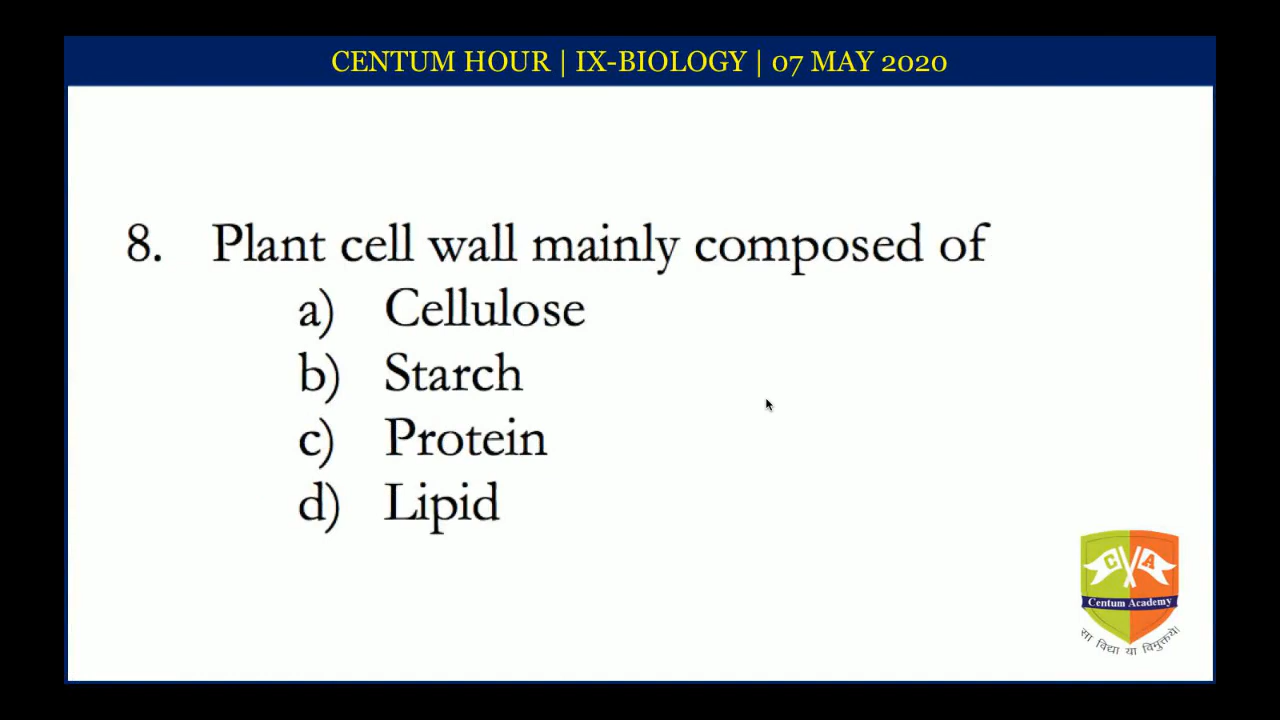 CENTUM HOUR | IX-BIOLOGY | 07 MAY 2020
8. Plant cell wall mainly composed of
a) Cellulose
b) Starch
c) Protein
d) Lipid
C A
Centum Academy
सा विद्या या विमुक्तये।